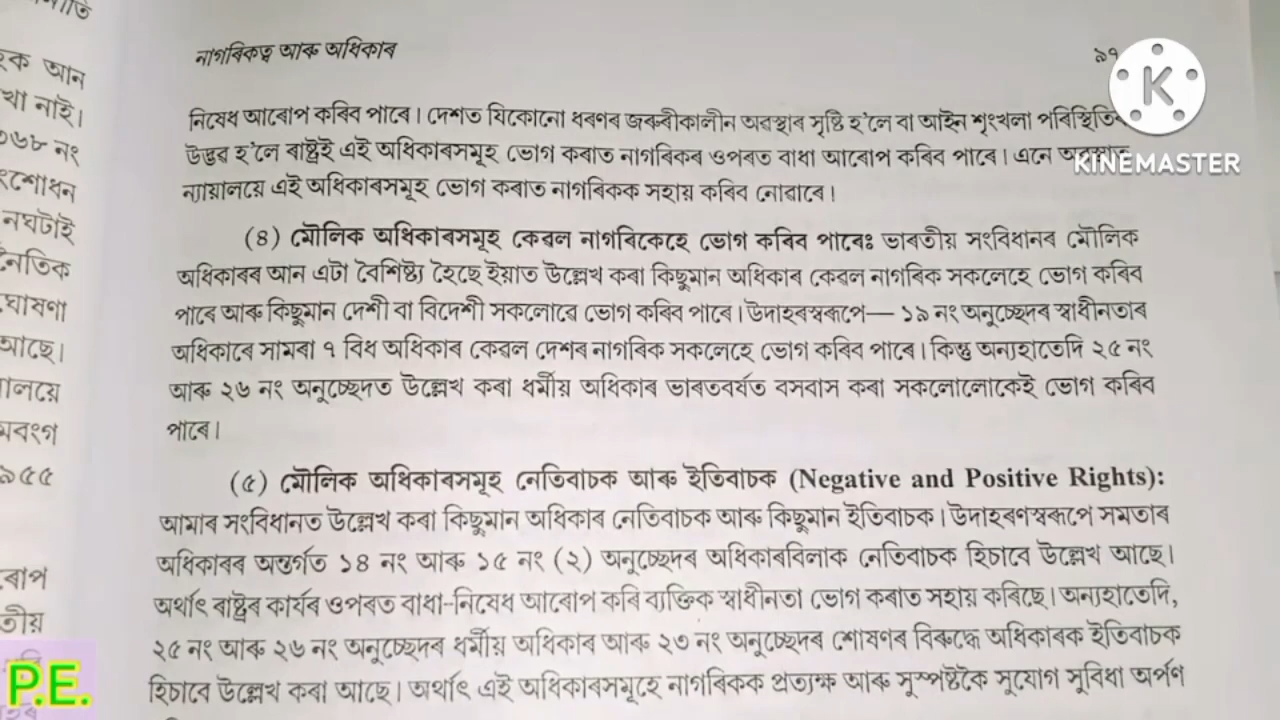 নাগৰিকত্ব আৰু অধিকাৰ
৯৭
নিষেধ আৰোপ কৰিব পাৰে। দেশত যিকোনো ধৰণৰ জৰুৰীকালীন অৱস্থাৰ সৃষ্টি হ'লে বা আইন শৃংখলা
উদ্ভৱ হ'লে ৰাষ্ট্ৰই এই অধিকাৰসমূহ ভোগ কৰাত নাগৰিকৰ ওপৰত বাধা আৰোপ কৰিব পাৰে। এনে
ন্যায়ালয়ে এই অধিকাৰসমূহ ভোগ কৰাত নাগৰিকক সহায় কৰিব নোৱাৰে।
(৪) মৌলিক অধিকাৰসমূহ কেৱল নাগৰিকেহে ভোগ কৰিব পাৰেঃ ভাৰতীয় সংবিধানৰ মৌলিক
অধিকাৰৰ আন এটা বৈশিষ্ট্য হৈছে ইয়াত উল্লেখ কৰা কিছুমান অধিকাৰ কেৱল নাগৰিক সকলেহে ভোগ কৰিব
পাৰে আৰু কিছুমান দেশী বা বিদেশী সকলোৱে ভোগ কৰিব পাৰে। উদাহৰস্বৰূপে— ১৯ নং অনুচ্ছেদৰ স্বাধীনতাৰ
অধিকাৰে সামৰা ৭ বিধ অধিকাৰ কেৱল দেশৰ নাগৰিক সকলেহে ভোগ কৰিব পাৰে। কিন্তু অন্যহাতেদি ২৫ নং
আৰু ২৬ নং অনুচ্ছেদত উল্লেখ কৰা ধৰ্মীয় অধিকাৰ ভাৰতবৰ্ষত বসবাস কৰা সকলোলোকেই ভোগ কৰিব
পাৰে।
(৫) মৌলিক অধিকাৰসমূহ নেতিবাচক আৰু ইতিবাচক (Negative and Positive Rights):
আমাৰ সংবিধানত উল্লেখ কৰা কিছুমান অধিকাৰ নেতিবাচক আৰু কিছুমান ইতিবাচক। উদাহৰণস্বৰূপে সমতাৰ
অধিকাৰৰ অন্তৰ্গত ১৪ নং আৰু ১৫ নং (২) অনুচ্ছেদৰ অধিকাৰবিলাক নেতিবাচক হিচাবে উল্লেখ আছে।
অৰ্থাৎ ৰাষ্ট্ৰৰ কাৰ্যৰ ওপৰত বাধা-নিষেধ আৰোপ কৰি ব্যক্তিক স্বাধীনতা ভোগ কৰাত সহায় কৰিছে। অন্যহাতেদি,
২৫ নং আৰু ২৬ নং অনুচ্ছেদৰ ধৰ্মীয় অধিকাৰ আৰু ২৩ নং অনুচ্ছেদৰ শোষণৰ বিৰুদ্ধে অধিকাৰক ইতিবাচক
হিচাবে উল্লেখ কৰা আছে। অৰ্থাৎ এই অধিকাৰসমূহে নাগৰিকক প্ৰত্যক্ষ আৰু সুস্পষ্টকৈ সুযোগ সুবিধা অৰ্পণ
আন
নাই।
৩৬৮ নং
ঘোষণা
আছে।
১৯৫৫
K
KINEMASTER
P.E.